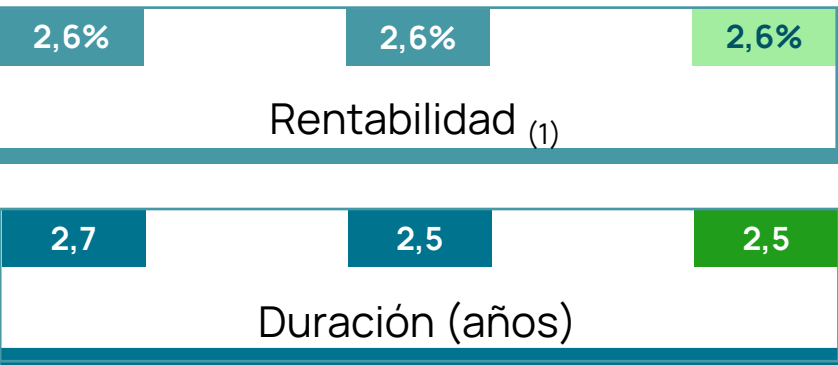 2,6% 2,6% 2,6%
Rentabilidad (1)
2,7 2,5 2,5
Duración (años)